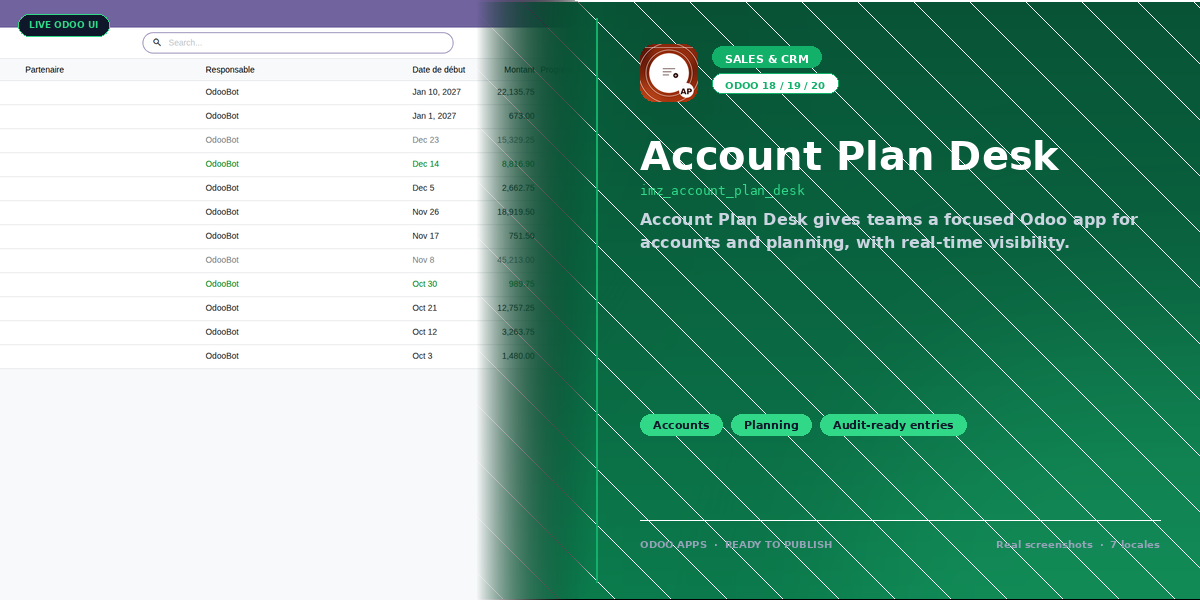 LIVE ODOO UI
Search...
Partenaire Responsable Date de début Montant
OdooBot Jan 10, 2027 22,135.75
OdooBot Jan 1, 2027 673.00
OdooBot Dec 23 15,329.25
OdooBot Dec 14 8,816.90
OdooBot Dec 5 2,662.75
OdooBot Nov 26 18,919.50
OdooBot Nov 17 751.50
OdooBot Nov 8 45,213.00
OdooBot Oct 30 989.75
OdooBot Oct 21 12,757.25
OdooBot Oct 12 3,263.75
OdooBot Oct 3 1,480.00
AP
SALES & CRM
ODOO 18 / 19 / 20
Account Plan Desk
imz_account_plan_desk
Account Plan Desk gives teams a focused Odoo app for
accounts and planning, with real-time visibility.
Accounts Planning Audit-ready entries
ODOO APPS · READY TO PUBLISH
Real screenshots · 7 locales